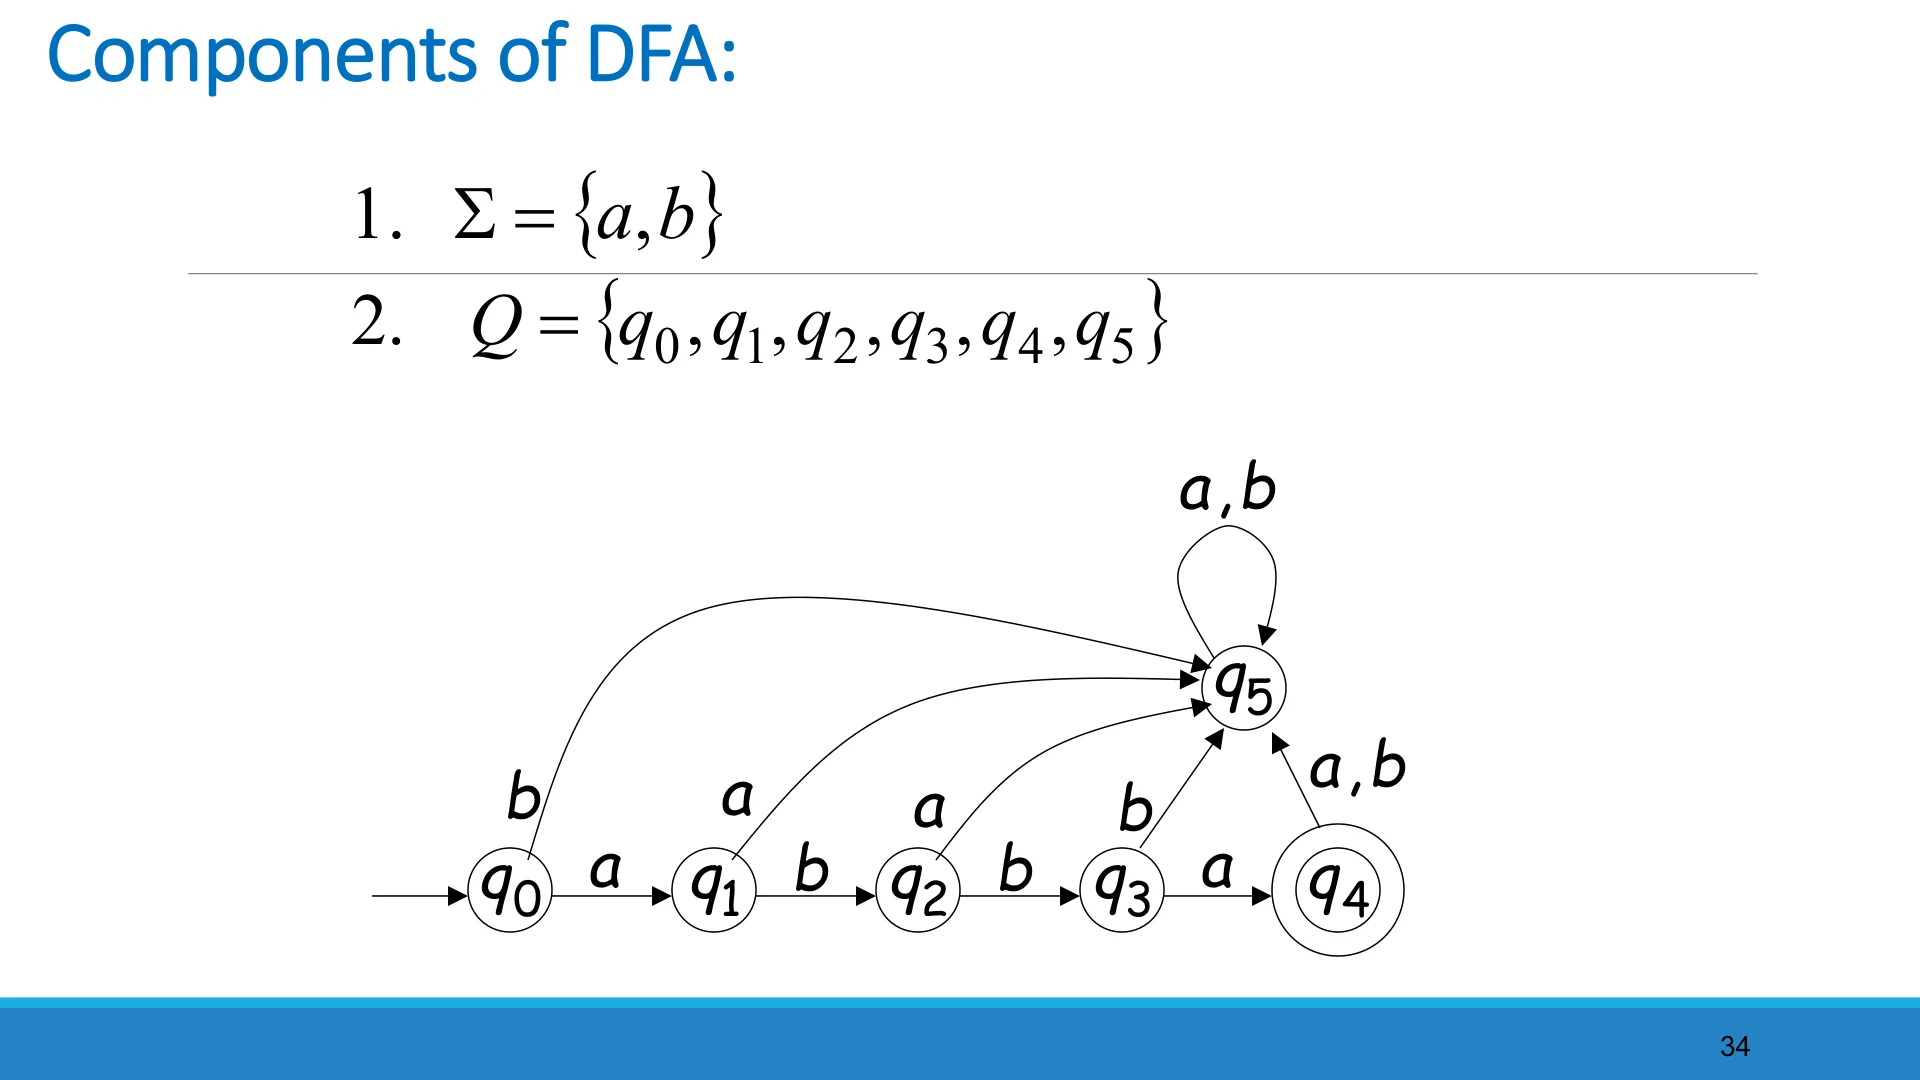 Components of DFA:
1. Σ = {a,b}
2. Q = {q₀,q₁,q₂,q₃,q₄,q₅}
a,b
q₅
a,b
b
a
a
b
q₀
a
q₁
b
q₂
b
q₃
a
q₄
34